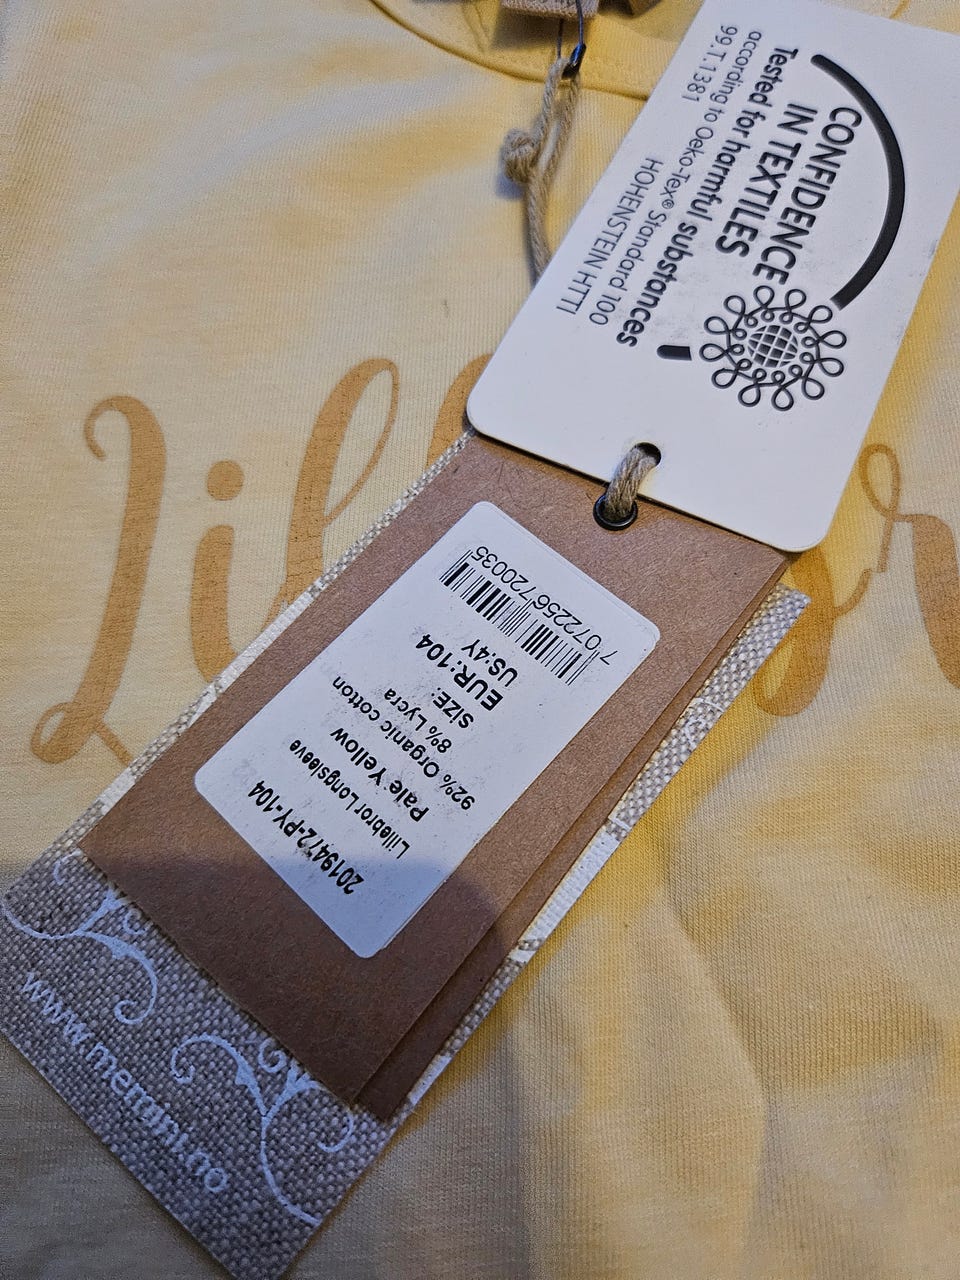 CONFIDENCE
IN TEXTILES
Tested for harmful substances
according to Oeko-Tex® Standard 100
99.T.1381
HOHENSTEIN HTTI
2019472-PY-104
Lillebror Longsleeve
Pale Yellow
92% Organic cotton
8% Lycra
SIZE:
EUR:104
US:4Y
7 072256 720035
www.memini.no
Lill